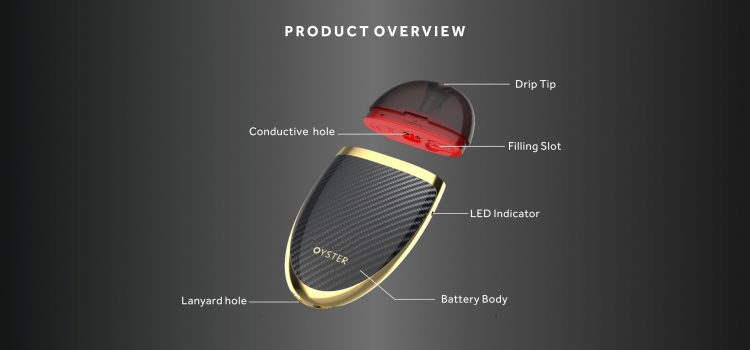 PRODUCT OVERVIEW
Drip Tip
Conductive hole
Filling Slot
LED Indicator
OYSTER
Lanyard hole
Battery Body